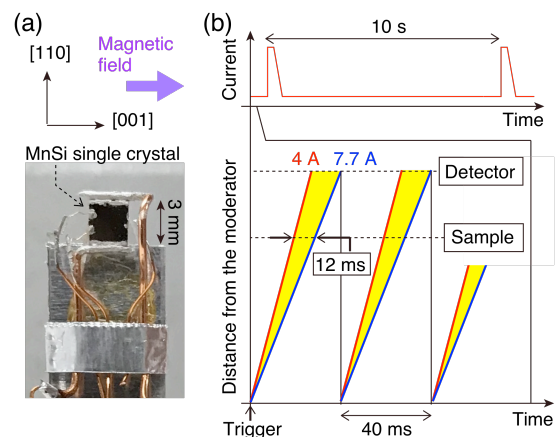 (a)
[110]
Magnetic
field
[001]
MnSi single crystal
3 mm
(b)
10 s
Current
Time
4 A 7.7 A
Detector
Sample
12 ms
Distance from the moderator
Time
Trigger
40 ms